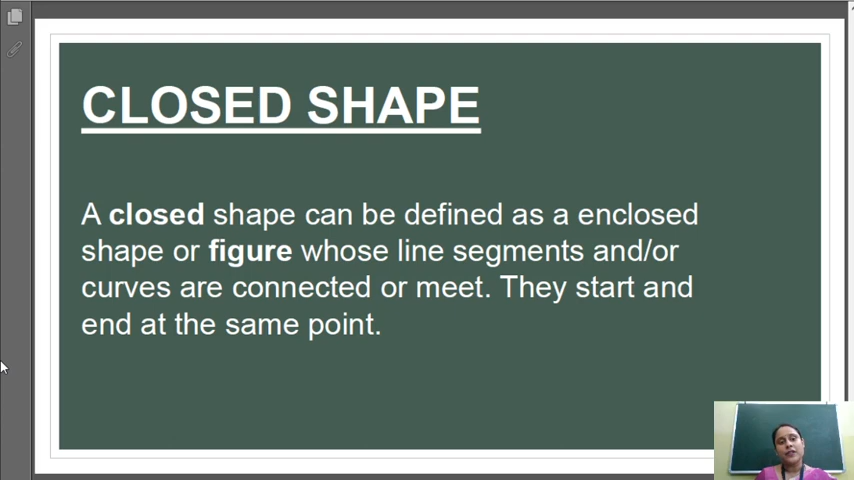 CLOSED SHAPE
A closed shape can be defined as a enclosed
shape or figure whose line segments and/or
curves are connected or meet. They start and
end at the same point.